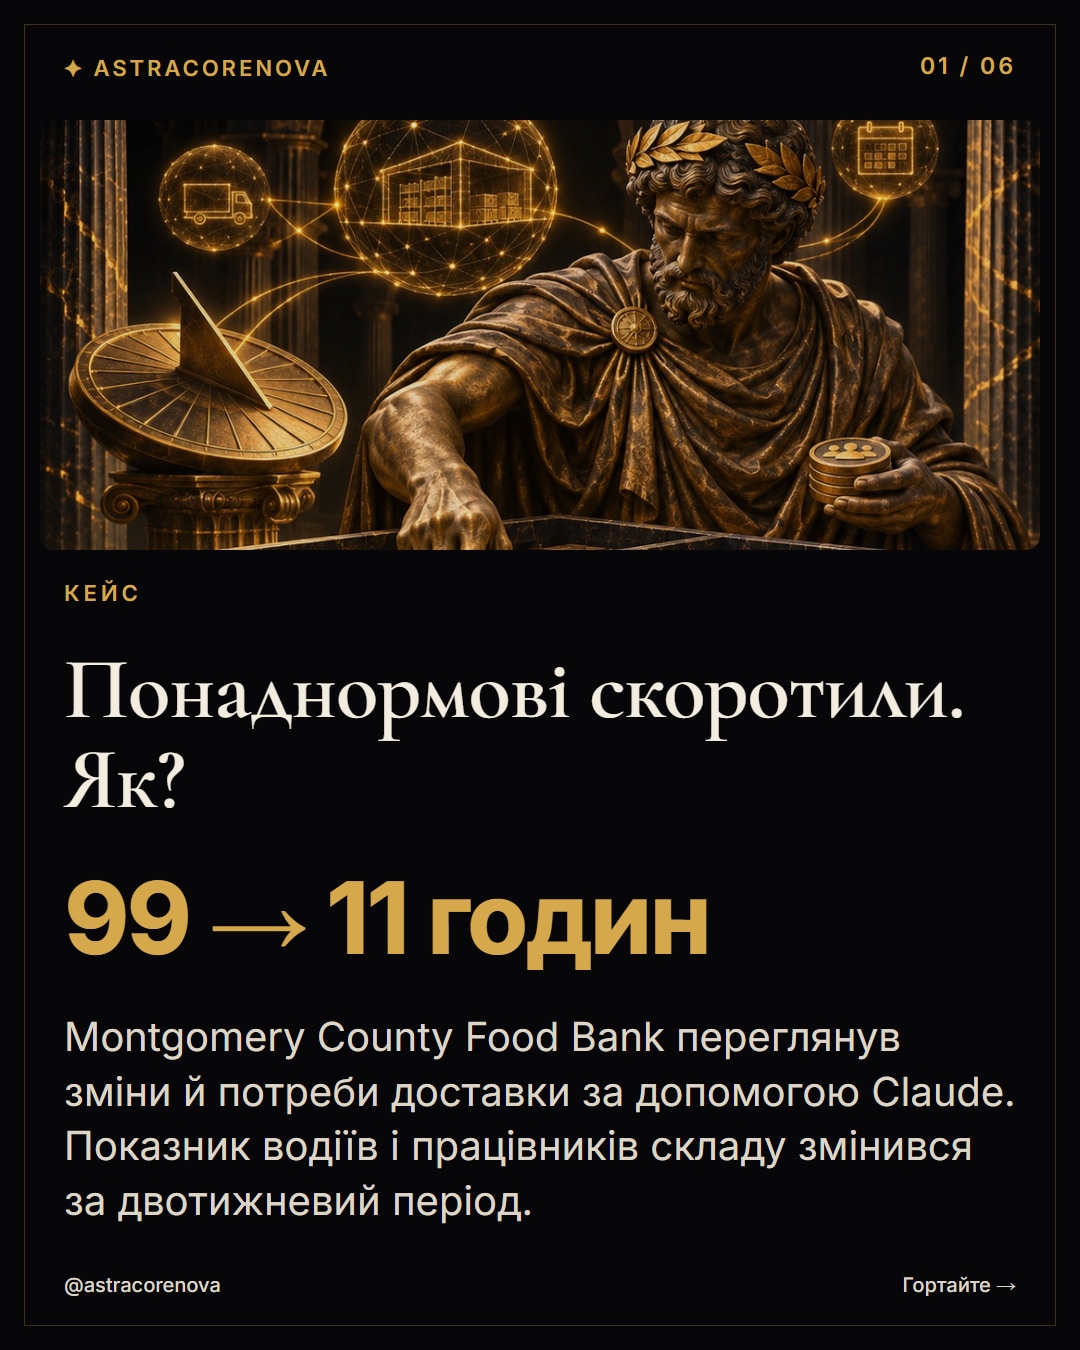 ✦ ASTRACORENOVA
01 / 06
КЕЙС
Понаднормові скоротили.
Як?
99 → 11 годин
Montgomery County Food Bank переглянув
зміни й потреби доставки за допомогою Claude.
Показник водіїв і працівників складу змінився
за двотижневий період.
@astracorenova
Гортайте →